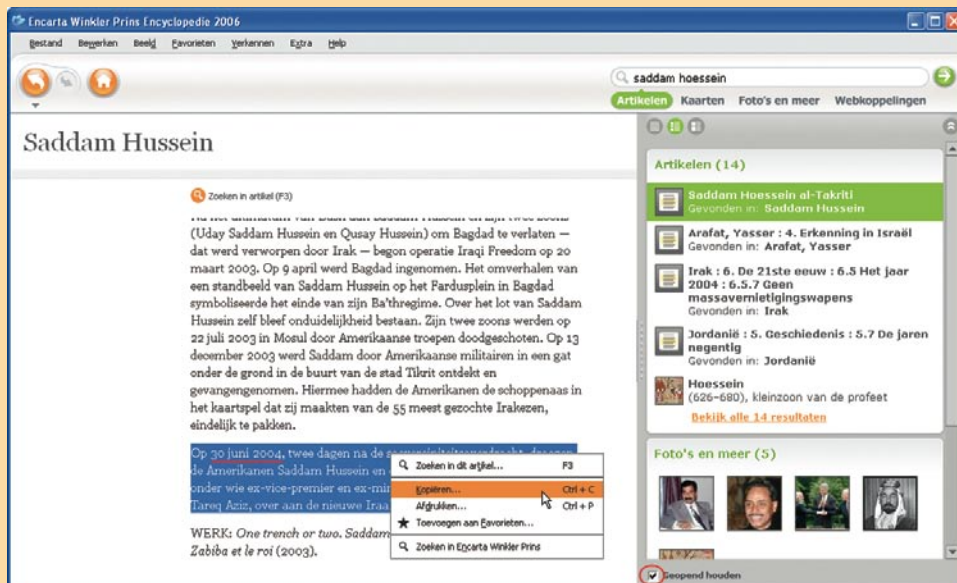 Encarta Winkler Prins Encyclopedie 2006
Bestand Bewerken Beeld Favorieten Verkennen Extra Help
saddam hoessein
Artikelen Kaarten Foto's en meer Webkoppelingen
Saddam Hussein
Zoeken in artikel (F3)
(Uday Saddam Hussein en Qusay Hussein) om Bagdad te verlaten —
dat werd verworpen door Irak — begon operatie Iraqi Freedom op 20
maart 2003. Op 9 april werd Bagdad ingenomen. Het omverhalen van
een standbeeld van Saddam Hussein op het Fardusplein in Bagdad
symboliseerde het einde van zijn Ba'thregime. Over het lot van Saddam
Hussein zelf bleef onduidelijkheid bestaan. Zijn twee zoons werden op
22 juli 2003 in Mosul door Amerikaanse troepen doodgeschoten. Op 13
december 2003 werd Saddam door Amerikaanse militairen in een gat
onder de grond in de buurt van de stad Tikrit ontdekt en
gevangengenomen. Hiermee hadden de Amerikanen de schoppenaas in
het kaartspel dat zij maakten van de 55 meest gezochte Irakezen,
eindelijk te pakken.
Op 30 juni 2004, twee dagen na de
de Amerikanen Saddam Hussein en
onder wie ex-vice-premier en
Tareq Aziz, over aan de nieuwe
WERK: One trench or two. Saddam
Zabiba et le roi (2003).
Zoeken in dit artikel... F3
Kopiëren... Ctrl + C
Afdrukken... Ctrl + P
Toevoegen aan Favorieten...
Zoeken in Encarta Winkler Prins
Artikelen (14)
Saddam Hoessein al-Takriti
Gevonden in: Saddam Hussein
Arafat, Yasser : 4. Erkenning in Israël
Gevonden in: Arafat, Yasser
Irak : 6. De 21ste eeuw : 6.5 Het jaar
2004 : 6.5.7 Geen
massavernietigingswapens
Gevonden in: Irak
Jordanië : 5. Geschiedenis : 5.7 De jaren
negentig
Gevonden in: Jordanië
Hoessein
(626–680), kleinzoon van de profeet
Bekijk alle 14 resultaten
Foto's en meer (5)
Geopend houden